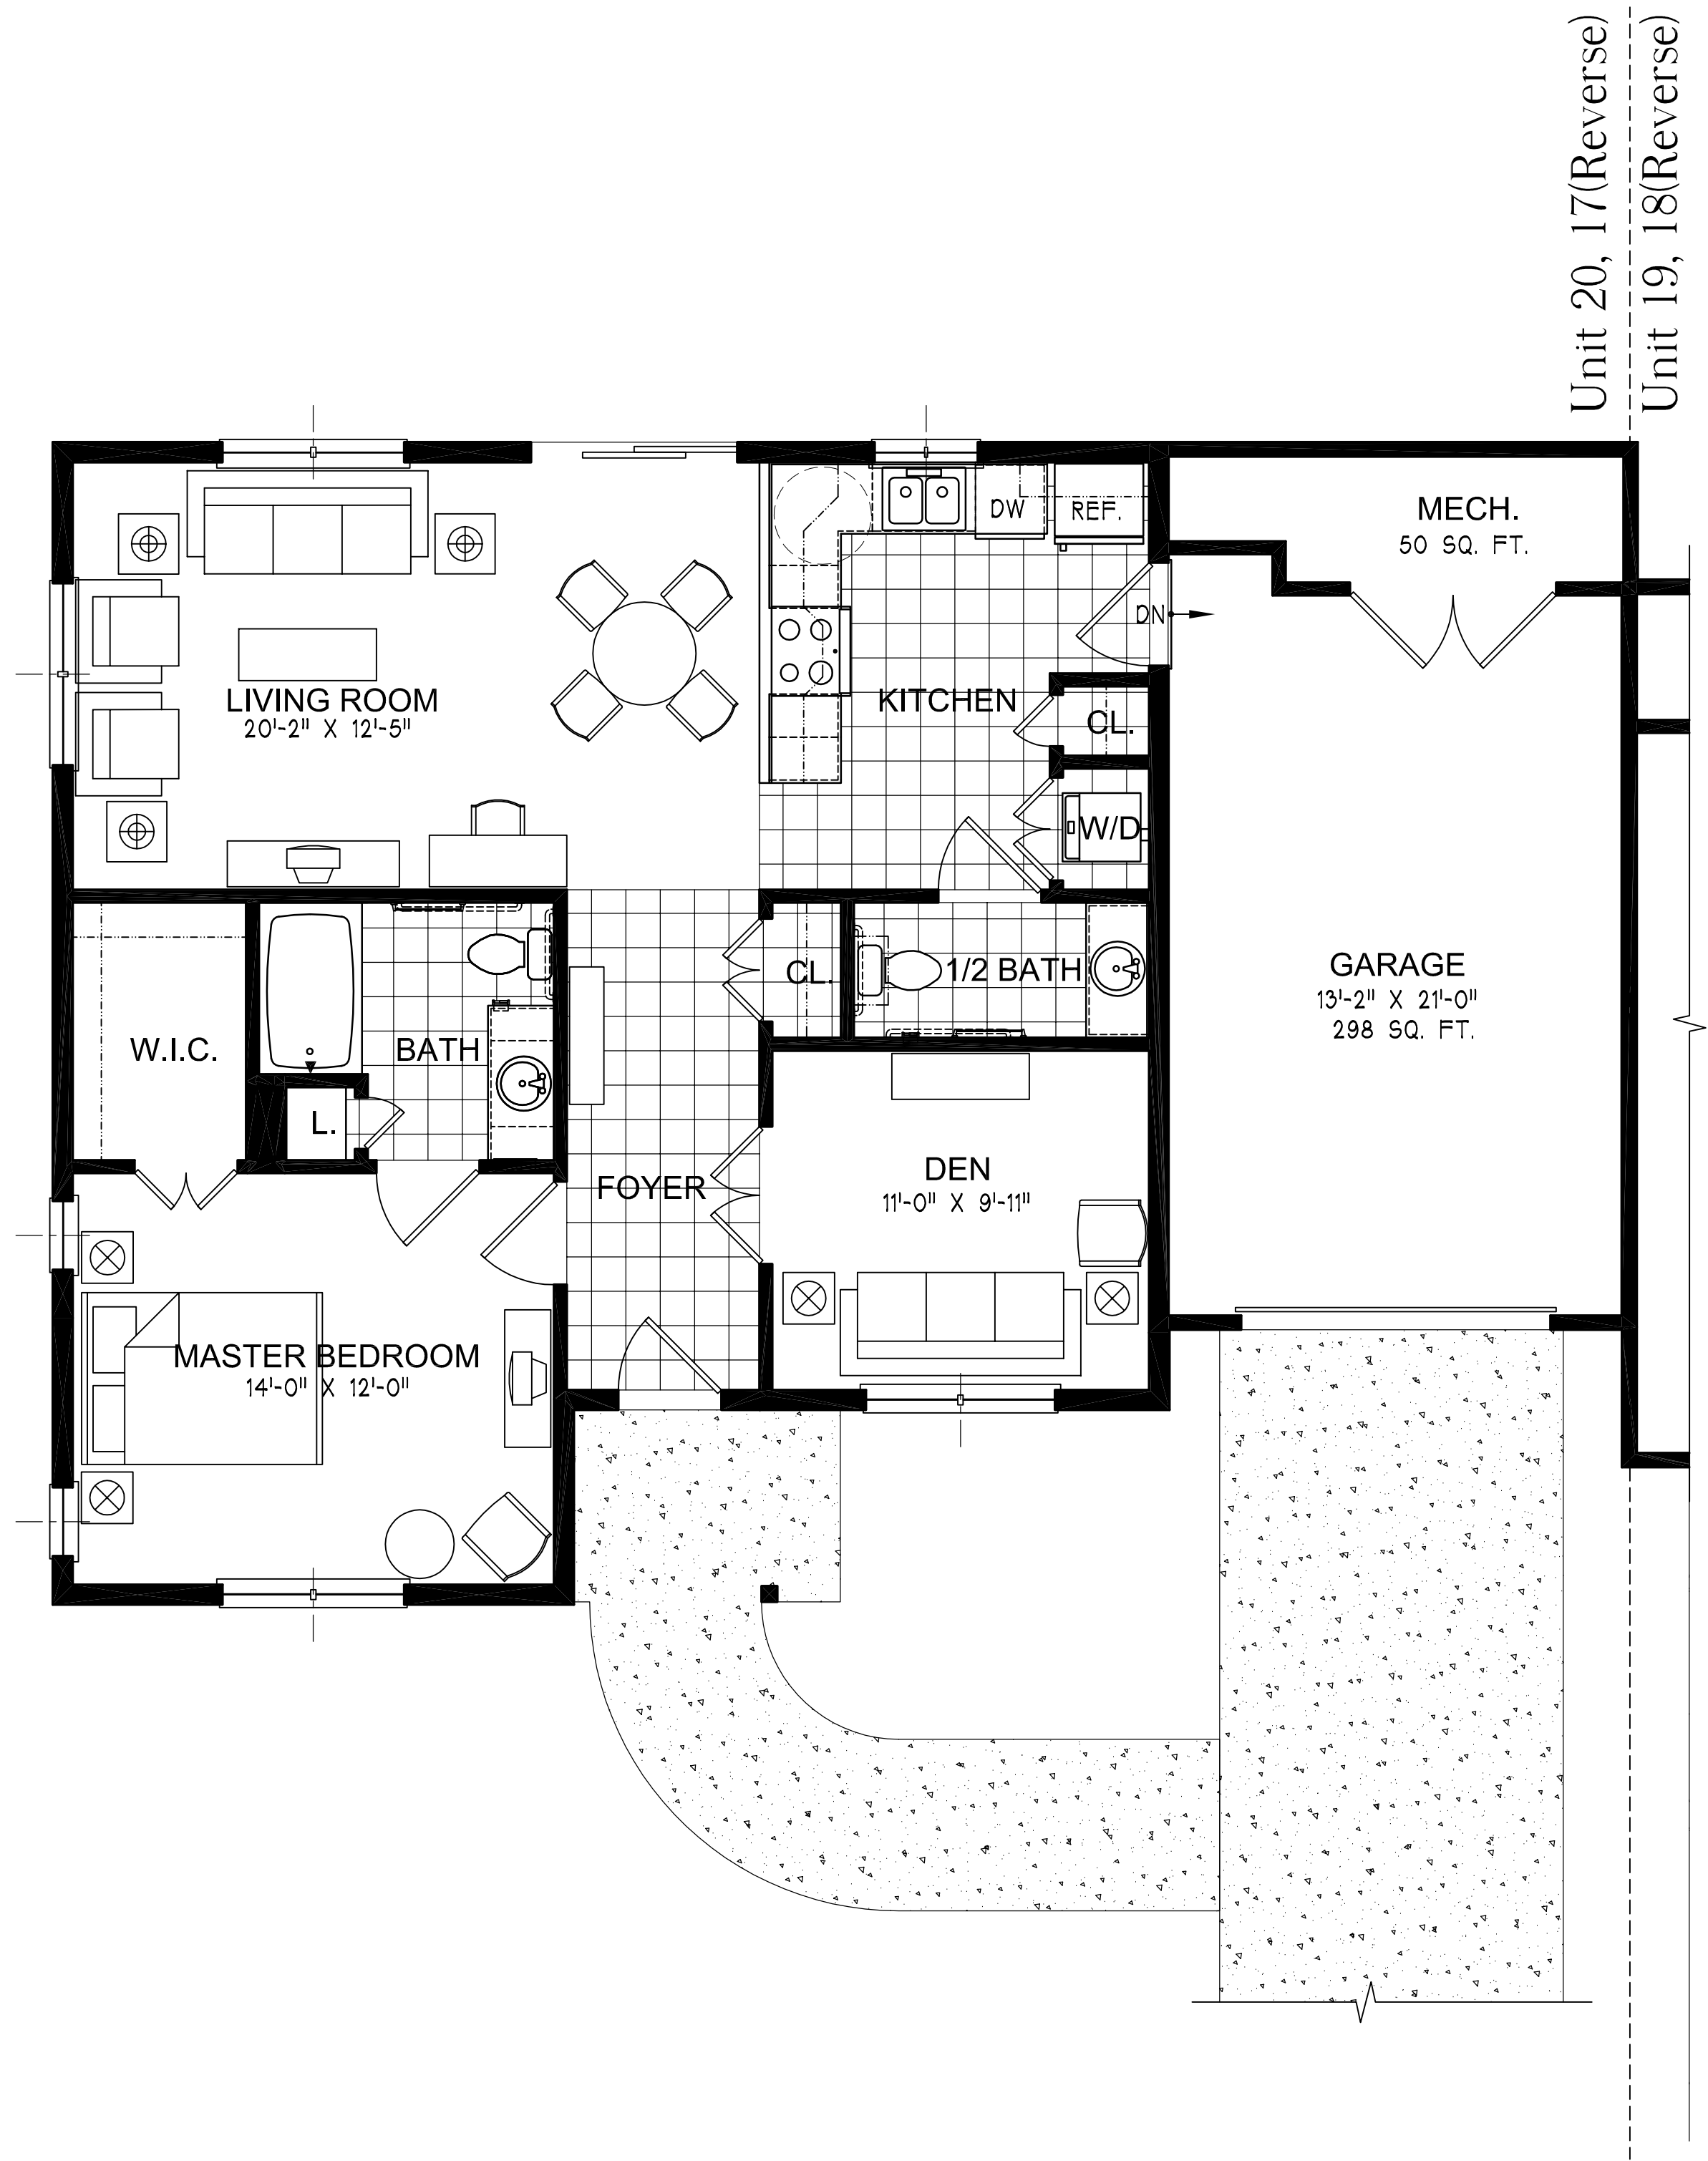 Unit 20, 17(Reverse)
Unit 19, 18(Reverse)
MECH.
50 SQ. FT.
DW
REF.
DN
LIVING ROOM
20'-2" X 12'-5"
KITCHEN
CL.
W/D
GARAGE
13'-2" X 21'-0"
298 SQ. FT.
CL.
1/2 BATH
W.I.C.
BATH
L.
FOYER
DEN
11'-0" X 9'-11"
MASTER BEDROOM
14'-0" X 12'-0"